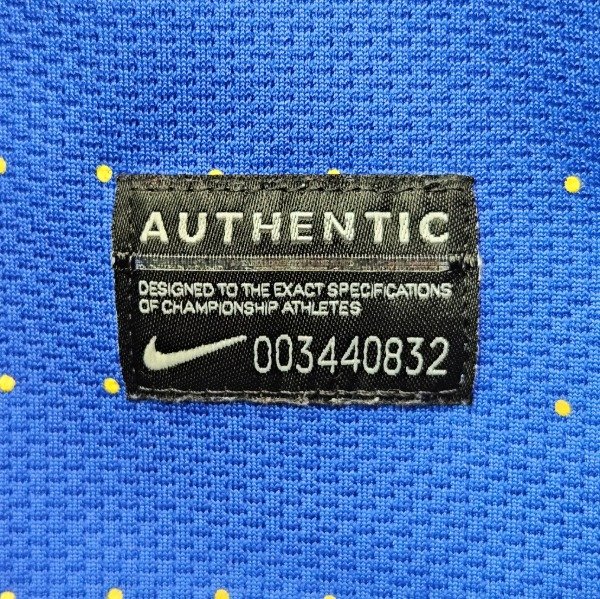 AUTHENTIC
DESIGNED TO THE EXACT SPECIFICATIONS
OF CHAMPIONSHIP ATHLETES
003440832